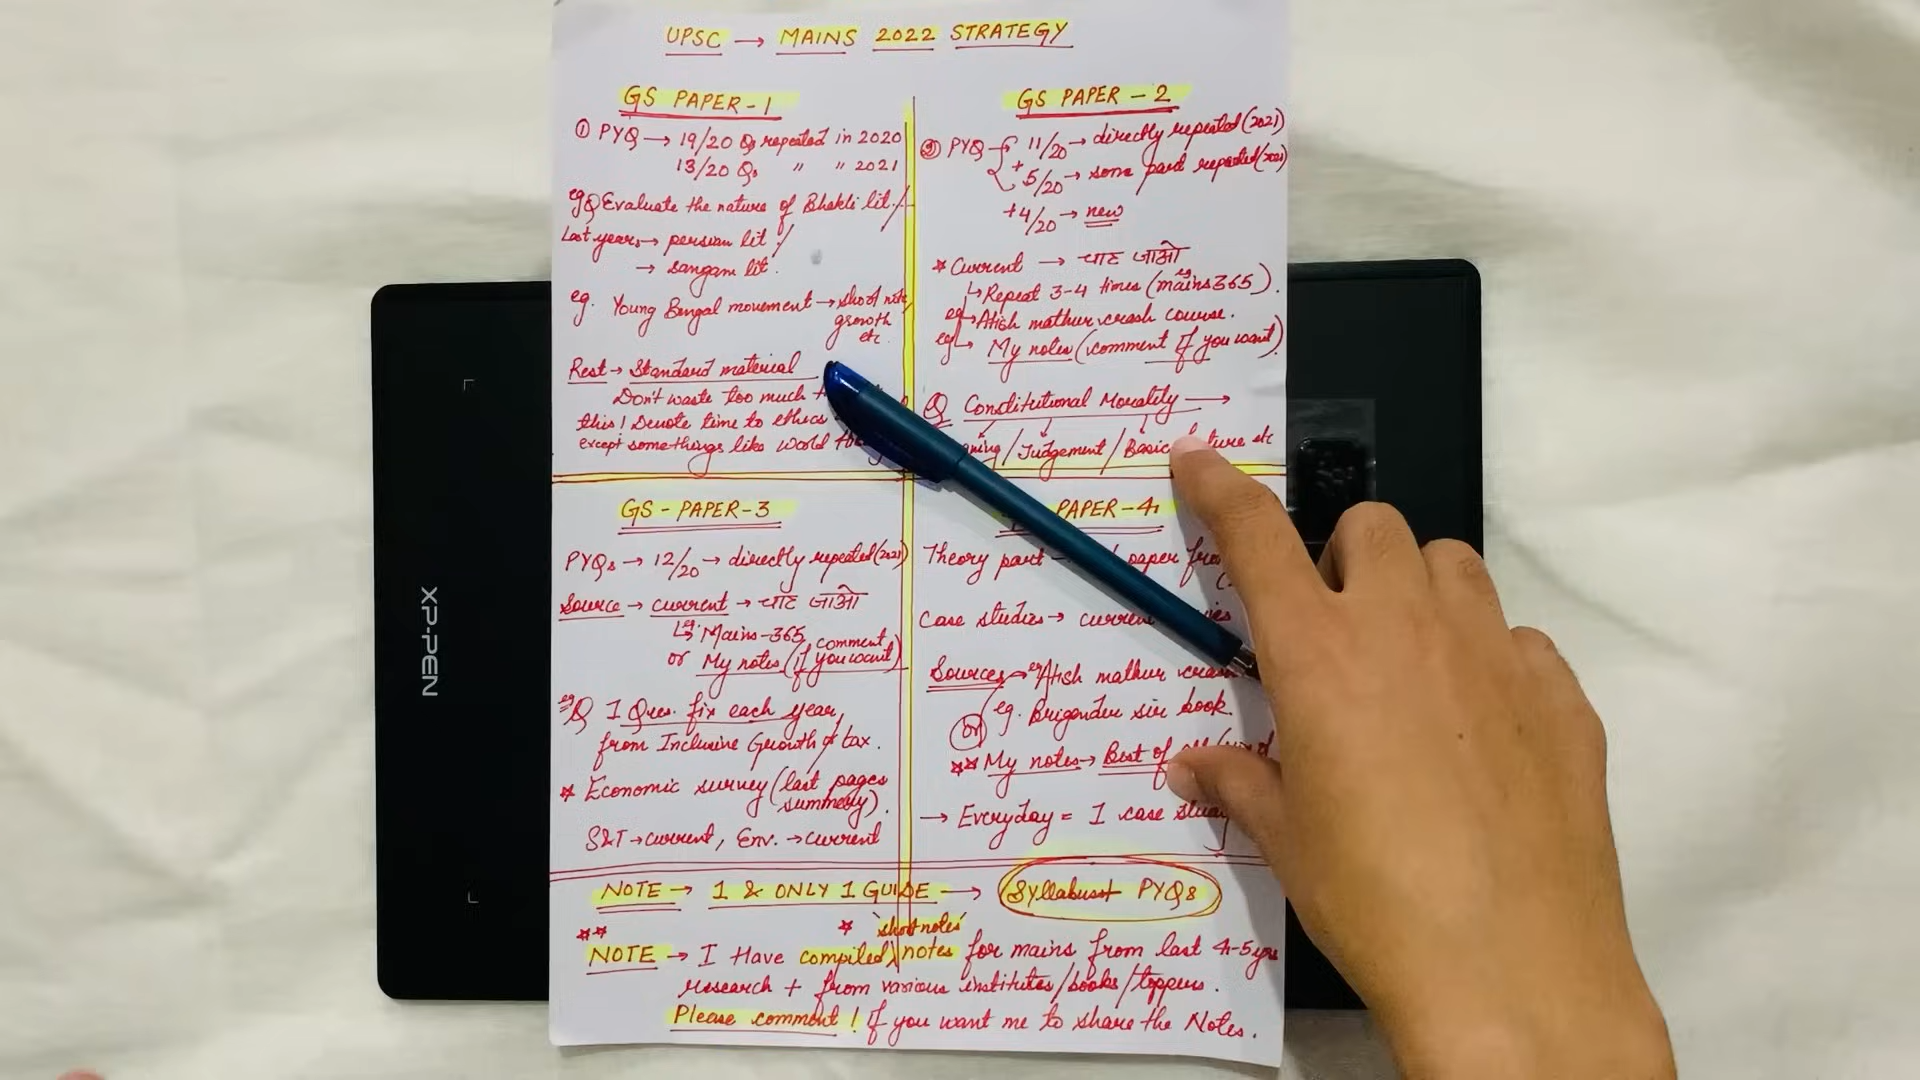 UPSC → MAINS 2022 STRATEGY
GS PAPER-1
① PYQ → 19/20 Qs repeated in 2020
13/20 Qs " " 2021
eg Q Evaluate the nature of Bhakti lit./
Last years → persian lit./
→ sangam lit.
eg. Young Bengal movement → short note/
growth
etc.
Rest → Standard material
Don't waste too much
this! Devote time to ethics
except somethings like world
GS PAPER - 2
② PYQ 11/20 → directly repeated (2021)
+ 5/20 → some part repeated (2021)
+4/20 → new
* Current → चाट जाओ
↳ Repeat 3-4 times (eg mains 365).
eg → Atish mathur crash course.
eg → My notes (comment If you want)
Q Constitutional Morality →
/Judgement/Basic etc
GS-PAPER-3
PYQs → 12/20 → directly repeated (2021)
Source → current → चाट जाओ
↳ eg Mains-365
or My notes (comment if you want)
eg Q 1 Ques. fix each year,
from Inclusive Growth & tax.
* Economic survey (last pages
summery).
S&T → current, Env. → current
PAPER-4
Theory part paper
Case studies → current
Sources → eg Atish mathur
or eg. Brigender sir book.
** My notes → Best of
→ Everyday = 1 case study
NOTE → 1 & ONLY 1 GUIDE → Syllabus + PYQs
** NOTE → I Have compiled * 'short notes' notes for mains from last 4-5 yrs
research + from various institutes/books/toppers.
Please comment! If you want me to share the Notes.
XP-PEN